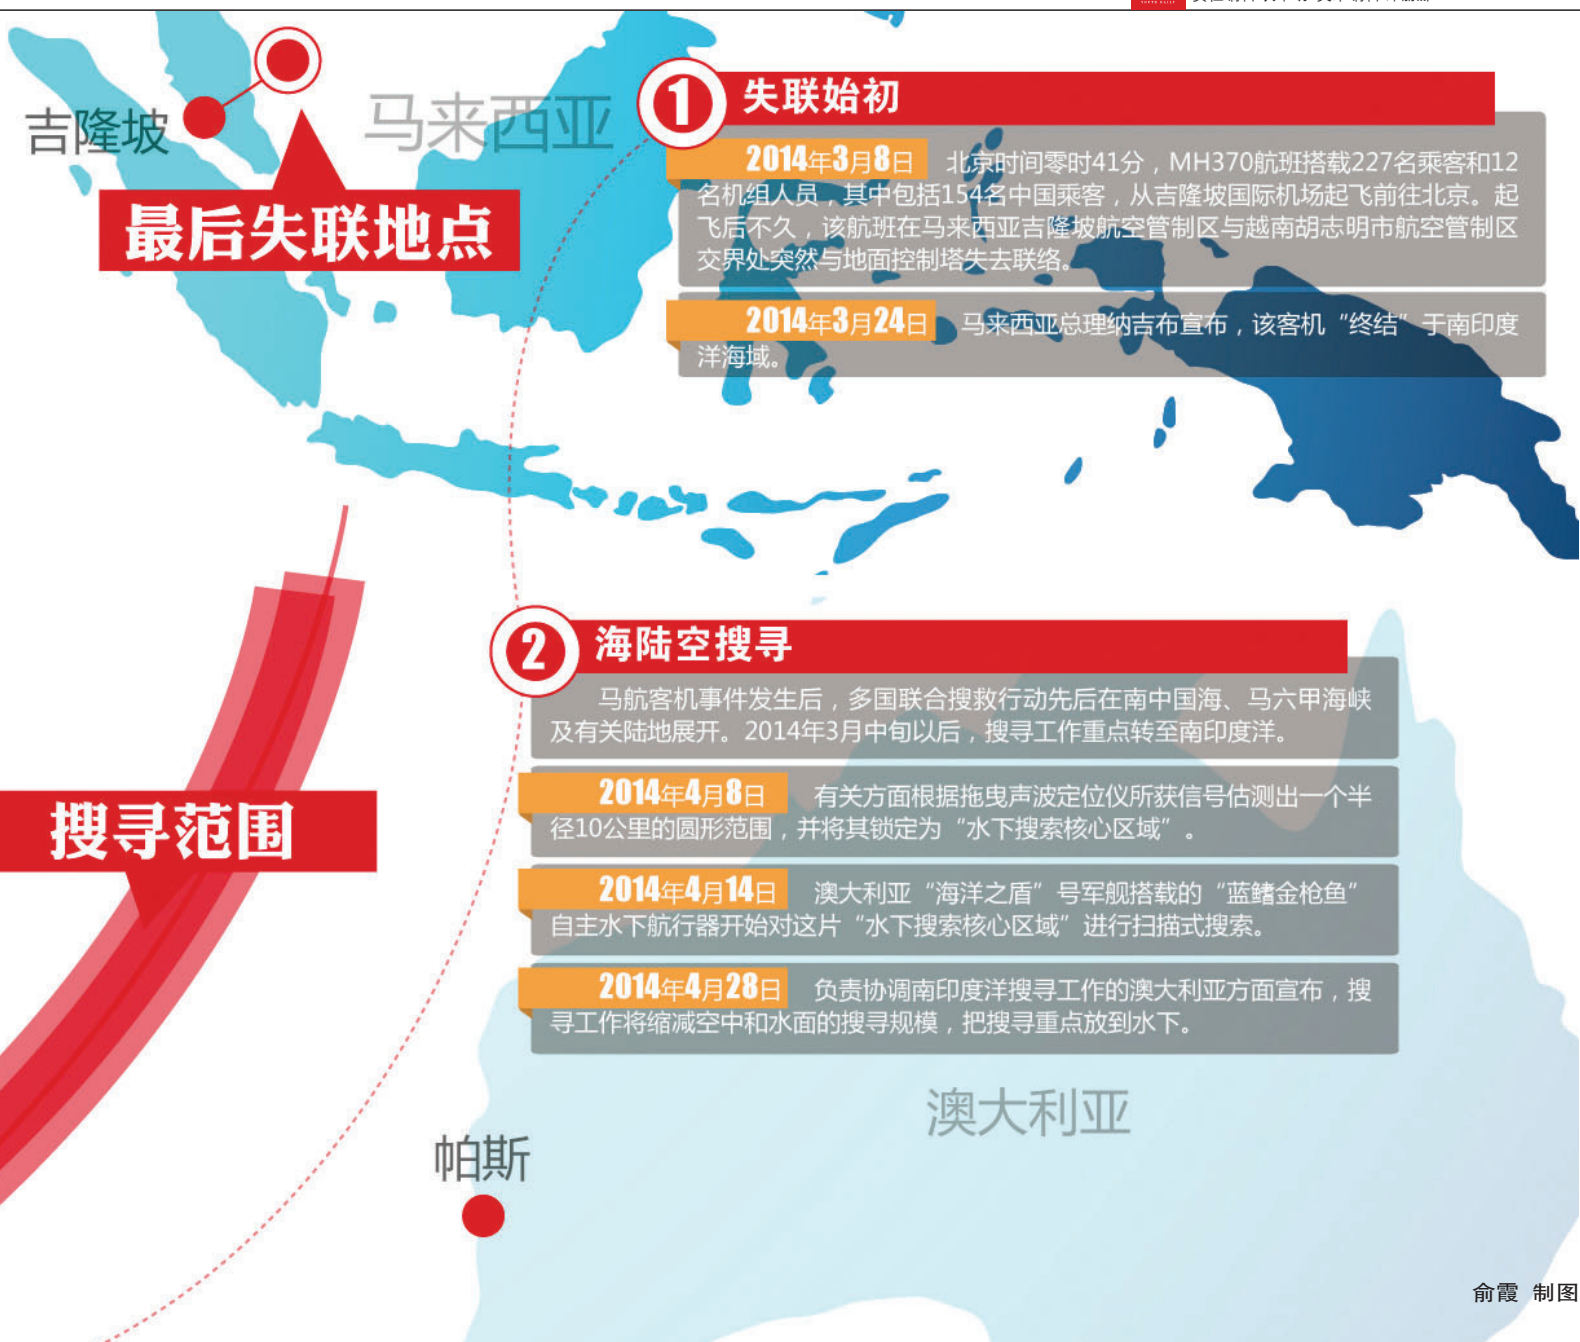 吉隆坡
马来西亚
最后失联地点
1 失联始初
2014年3月8日 北京时间零时41分，MH370航班搭载227名乘客和12
名机组人员，其中包括154名中国乘客，从吉隆坡国际机场起飞前往北京。起
飞后不久，该航班在马来西亚吉隆坡航空管制区与越南胡志明市航空管制区
交界处突然与地面控制塔失去联络。
2014年3月24日 马来西亚总理纳吉布宣布，该客机“终结”于南印度
洋海域。
2 海陆空搜寻
马航客机事件发生后，多国联合搜救行动先后在南中国海、马六甲海峡
及有关陆地展开。2014年3月中旬以后，搜寻工作重点转至南印度洋。
2014年4月8日 有关方面根据拖曳声波定位仪所获信号估测出一个半
径10公里的圆形范围，并将其锁定为“水下搜索核心区域”。
2014年4月14日 澳大利亚“海洋之盾”号军舰搭载的“蓝鳍金枪鱼”
自主水下航行器开始对这片“水下搜索核心区域”进行扫描式搜索。
2014年4月28日 负责协调南印度洋搜寻工作的澳大利亚方面宣布，搜
寻工作将缩减空中和水面的搜寻规模，把搜寻重点放到水下。
搜寻范围
澳大利亚
帕斯
俞霞 制图